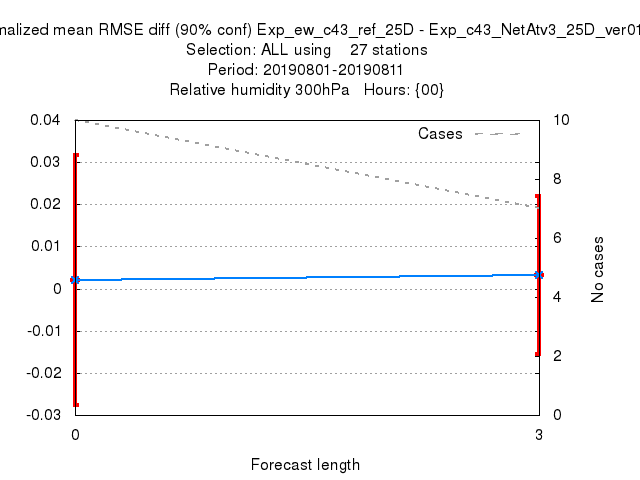 malized mean RMSE diff (90% conf) Exp_ew_c43_ref_25D - Exp_c43_NetAtv3_25D_ver01
Selection: ALL using 27 stations
Period: 20190801-20190811
Relative humidity 300hPa Hours: {00}
0.04
0.03
0.02
0.01
0
-0.01
-0.02
-0.03
Cases
10
8
6
4
2
0
No cases
0
3
Forecast length